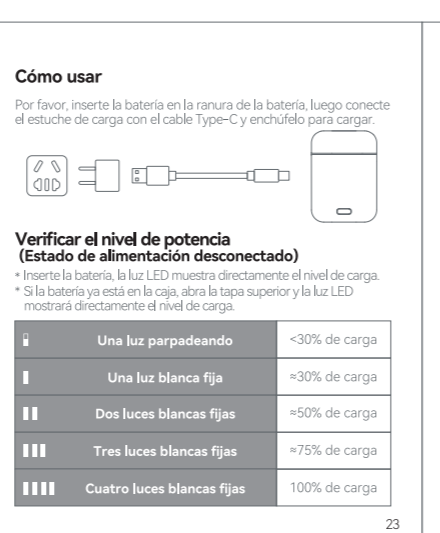 Cómo usar
Por favor, inserte la batería en la ranura de la batería, luego conecte
el estuche de carga con el cable Type-C y enchúfelo para cargar.
Verificar el nivel de potencia
(Estado de alimentación desconectado)
* Inserte la batería, la luz LED muestra directamente el nivel de carga.
* Si la batería ya está en la caja, abra la tapa superior y la luz LED
mostrará directamente el nivel de carga.
Una luz parpadeando <30% de carga
Una luz blanca fija ≈30% de carga
Dos luces blancas fijas ≈50% de carga
Tres luces blancas fijas ≈75% de carga
Cuatro luces blancas fijas 100% de carga
23